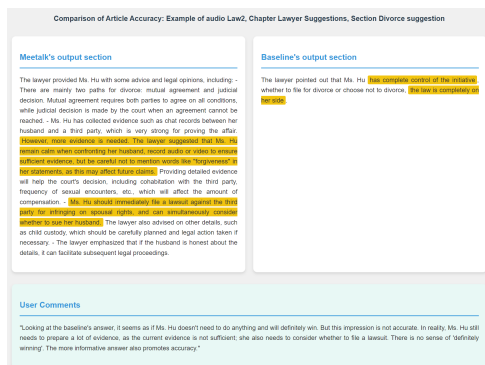 Comparison of Article Accuracy: Example of audio Law2, Chapter Lawyer Suggestions, Section Divorce suggestion
Meetalk's output section
The lawyer provided Ms. Hu with some advice and legal opinions, including: -
There are mainly two paths for divorce: mutual agreement and judicial
decision. Mutual agreement requires both parties to agree on all conditions,
while judicial decision is made by the court when an agreement cannot be
reached. - Ms. Hu has collected evidence such as chat records between her
husband and a third party, which is very strong for proving the affair.
However, more evidence is needed. The lawyer suggested that Ms. Hu
remain calm when confronting her husband, record audio or video to ensure
sufficient evidence, but be careful not to mention words like "forgiveness" in
her statements, as this may affect future claims. Providing detailed evidence
will help the court's decision, including cohabitation with the third party,
frequency of sexual encounters, etc., which will affect the amount of
compensation. - Ms. Hu should immediately file a lawsuit against the third
party for infringing on spousal rights, and can simultaneously consider
whether to sue her husband. The lawyer also advised on other details, such
as child custody, which should be carefully planned and legal action taken if
necessary. - The lawyer emphasized that if the husband is honest about the
details, it can facilitate subsequent legal proceedings.
Baseline's output section
The lawyer pointed out that Ms. Hu has complete control of the initiative,
whether to file for divorce or choose not to divorce, the law is completely on
her side.
User Comments
"Looking at the baseline's answer, it seems as if Ms. Hu doesn't need to do anything and will definitely win. But this impression is not accurate. In reality, Ms. Hu still
needs to prepare a lot of evidence, as the current evidence is not sufficient; she also needs to consider whether to file a lawsuit. There is no sense of 'definitely
winning'. The more informative answer also promotes accuracy."